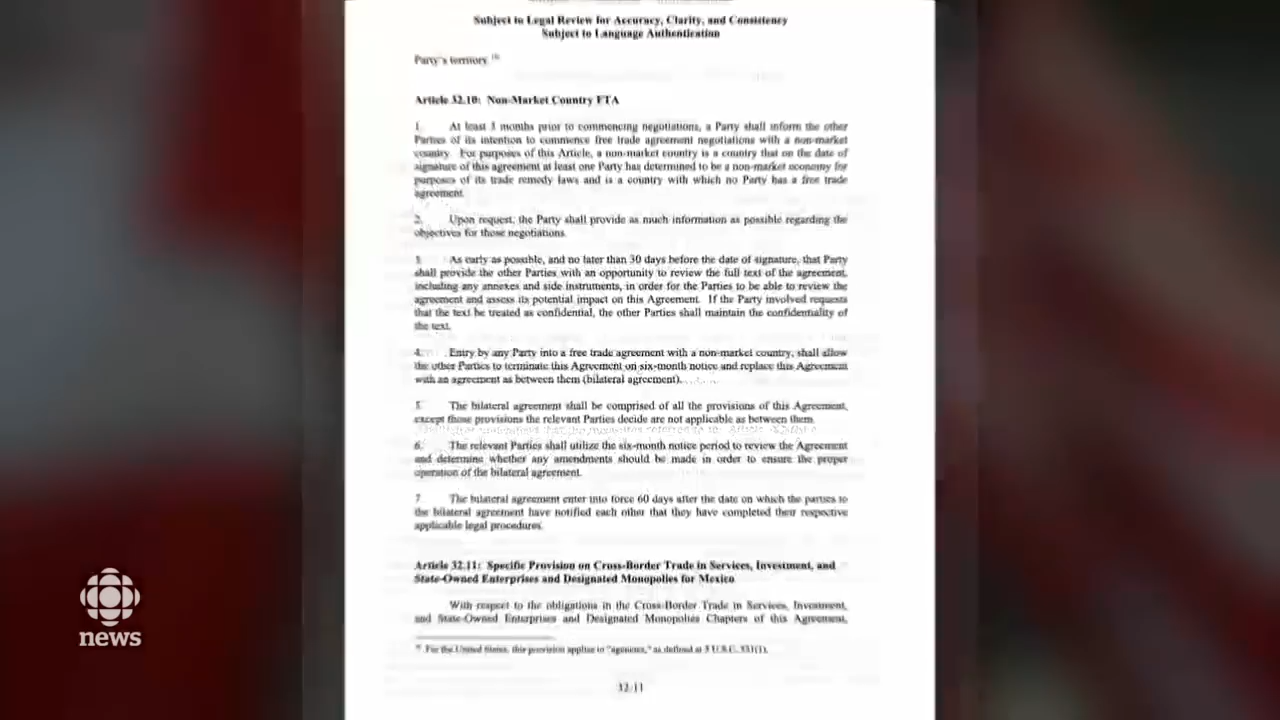 Subject to Legal Review for Accuracy, Clarity, and Consistency
Subject to Language Authentication
Party's territory.
Article 32.10: Non-Market Country FTA
1. At least 3 months prior to commencing negotiations, a Party shall inform the other
Parties of its intention to commence free trade agreement negotiations with a non-market
country. For purposes of this Article, a non-market country is a country that on the date of
signature of this agreement at least one Party has determined to be a non-market economy for
purposes of its trade remedy laws and is a country with which no Party has a free trade
agreement.
2. Upon request, the Party shall provide as much information as possible regarding the
objectives for those negotiations.
3. As early as possible, and no later than 30 days before the date of signature, that Party
shall provide the other Parties with an opportunity to review the full text of the agreement,
including any annexes and side instruments, in order for the Parties to be able to review the
agreement and assess its potential impact on this Agreement. If the Party involved requests
that the text be treated as confidential, the other Parties shall maintain the confidentiality of
the text.
4. Entry by any Party into a free trade agreement with a non-market country, shall allow
the other Parties to terminate this Agreement on six-month notice and replace this Agreement
with an agreement as between them (bilateral agreement).
5. The bilateral agreement shall be comprised of all the provisions of this Agreement,
except those provisions the relevant Parties decide are not applicable as between them.
6. The relevant Parties shall utilize the six-month notice period to review the Agreement
and determine whether any amendments should be made in order to ensure the proper
operation of the bilateral agreement.
7. The bilateral agreement enter into force 60 days after the date on which the parties to
the bilateral agreement have notified each other that they have completed their respective
applicable legal procedures.
Article 32.11: Specific Provision on Cross-Border Trade in Services, Investment, and
State-Owned Enterprises and Designated Monopolies for Mexico
With respect to the obligations in the Cross-Border Trade in Services, Investment,
and State-Owned Enterprises and Designated Monopolies Chapters of this Agreement,
For the United States, this provision applies to "agencies," as defined at 5 U.S.C. 551(1).
32-11
news